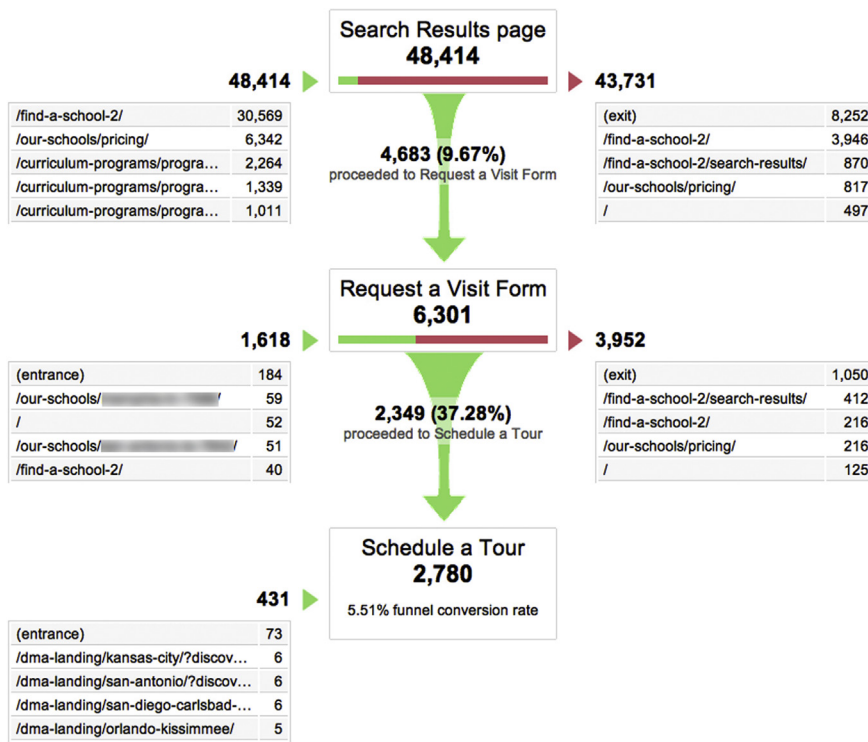 Search Results page
48,414
48,414
43,731
/find-a-school-2/ 30,569
/our-schools/pricing/ 6,342
/curriculum-programs/progra... 2,264
/curriculum-programs/progra... 1,339
/curriculum-programs/progra... 1,011
4,683 (9.67%)
proceeded to Request a Visit Form
(exit) 8,252
/find-a-school-2/ 3,946
/find-a-school-2/search-results/ 870
/our-schools/pricing/ 817
/ 497
Request a Visit Form
6,301
1,618
3,952
(entrance) 184
/our-schools/ / 59
/ 52
/our-schools/ / 51
/find-a-school-2/ 40
2,349 (37.28%)
proceeded to Schedule a Tour
(exit) 1,050
/find-a-school-2/search-results/ 412
/find-a-school-2/ 216
/our-schools/pricing/ 216
/ 125
Schedule a Tour
2,780
5.51% funnel conversion rate
431
(entrance) 73
/dma-landing/kansas-city/?discov... 6
/dma-landing/san-antonio/?discov... 6
/dma-landing/san-diego-carlsbad-... 6
/dma-landing/orlando-kissimmee/ 5